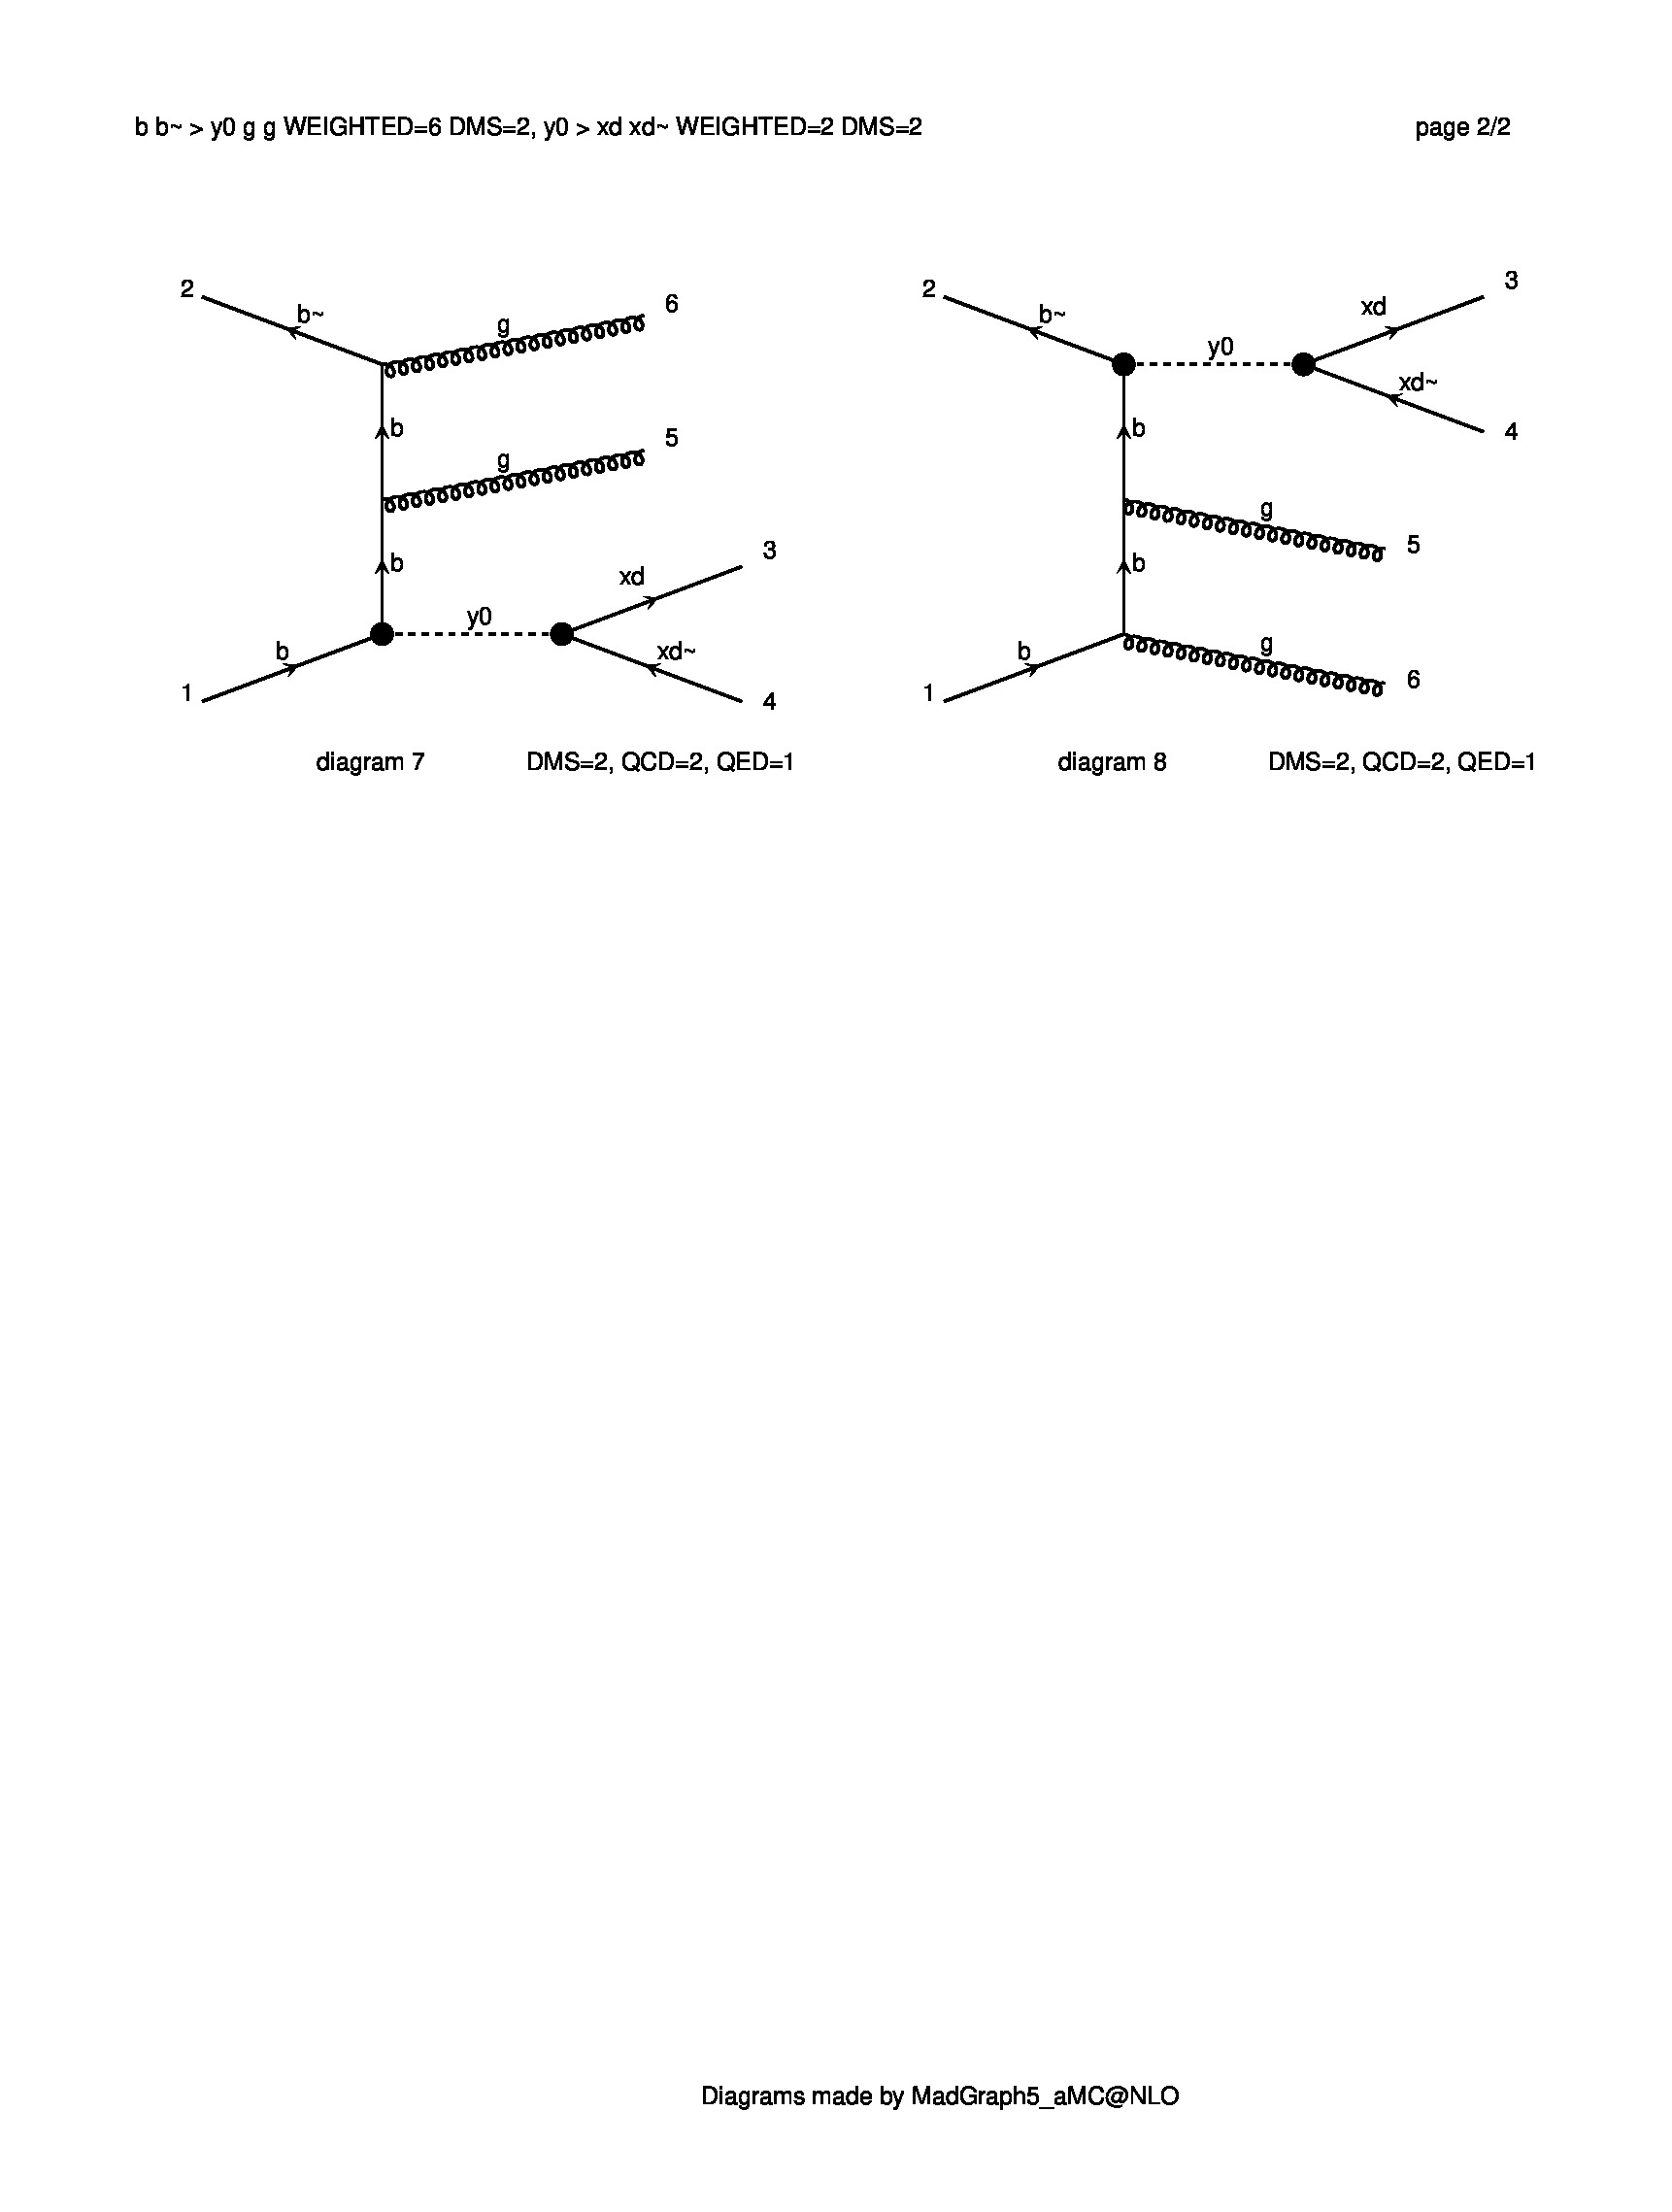 b b~ > y0 g g WEIGHTED=6 DMS=2, y0 > xd xd~ WEIGHTED=2 DMS=2 page 2/2
2 b~ g 6
b g 5
b y0 xd 3
b xd~
1 4
diagram 7 DMS=2, QCD=2, QED=1
2 b~ y0 xd 3
xd~ 4
b g 5
b g 6
b
1
diagram 8 DMS=2, QCD=2, QED=1
Diagrams made by MadGraph5_aMC@NLO